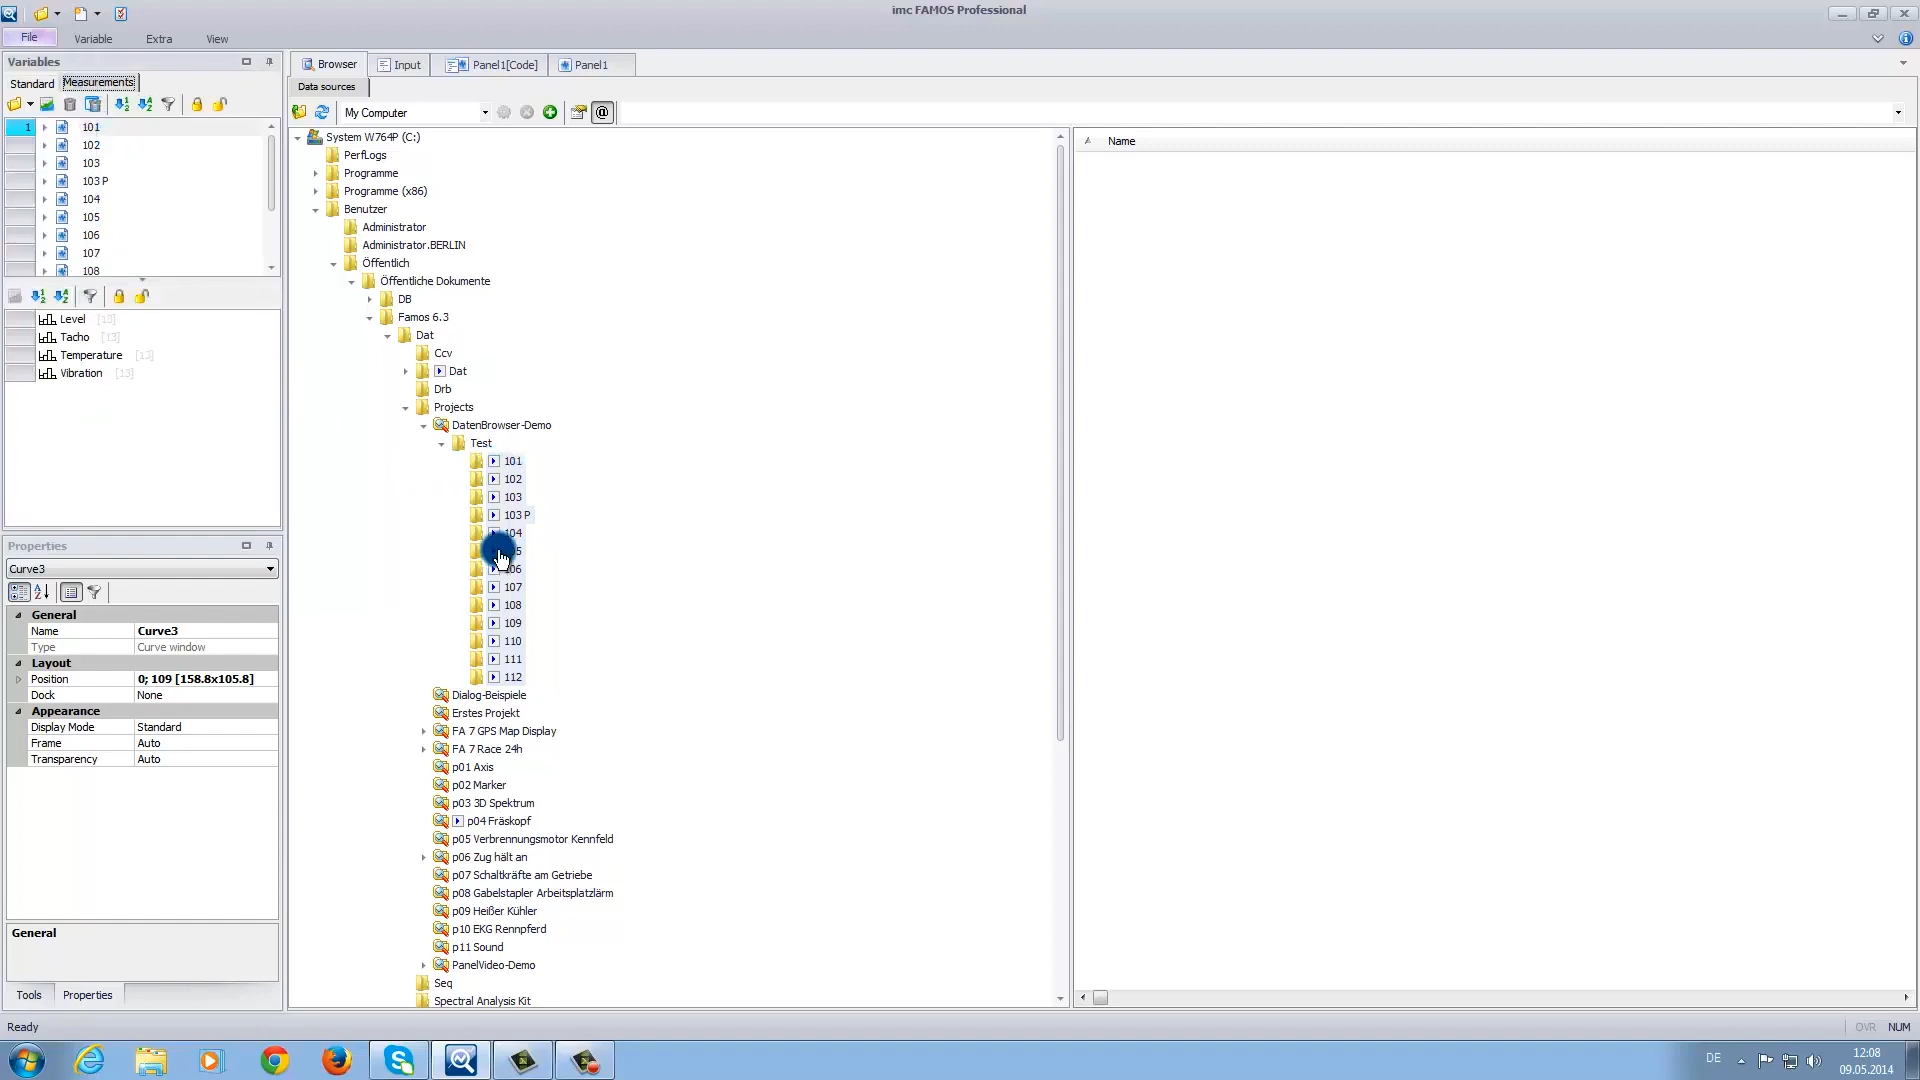 imc FAMOS Professional
File Variable Extra View
Variables
Standard Measurements
1 101
102
103
103 P
104
105
106
107
108
Level [13]
Tacho [13]
Temperature [13]
Vibration [13]
Properties
Curve3
General
Name Curve3
Type Curve window
Layout
Position 0; 109 [158.8x105.8]
Dock None
Appearance
Display Mode Standard
Frame Auto
Transparency Auto
General
Tools Properties
Browser Input Panel1[Code] Panel1
Data sources
My Computer @
System W764P (C:)
PerfLogs
Programme
Programme (x86)
Benutzer
Administrator
Administrator.BERLIN
Öffentlich
Öffentliche Dokumente
DB
Famos 6.3
Dat
Ccv
Dat
Drb
Projects
DatenBrowser-Demo
Test
101
102
103
103 P
104
106
107
108
109
110
111
112
Dialog-Beispiele
Erstes Projekt
FA 7 GPS Map Display
FA 7 Race 24h
p01 Axis
p02 Marker
p03 3D Spektrum
p04 Fräskopf
p05 Verbrennungsmotor Kennfeld
p06 Zug hält an
p07 Schaltkräfte am Getriebe
p08 Gabelstapler Arbeitsplatzlärm
p09 Heißer Kühler
p10 EKG Rennpferd
p11 Sound
PanelVideo-Demo
Seq
Spectral Analysis Kit
Name
Ready
OVR NUM
DE
12:08
09.05.2014